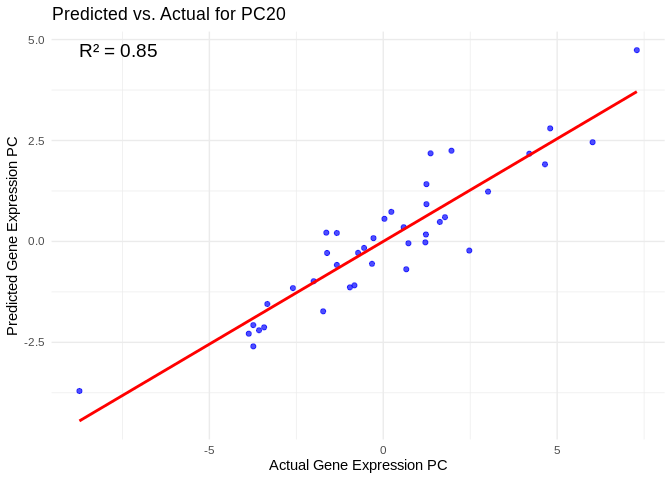 Predicted vs. Actual for PC20
R² = 0.85
5.0
2.5
0.0
-2.5
Predicted Gene Expression PC
-5
0
5
Actual Gene Expression PC